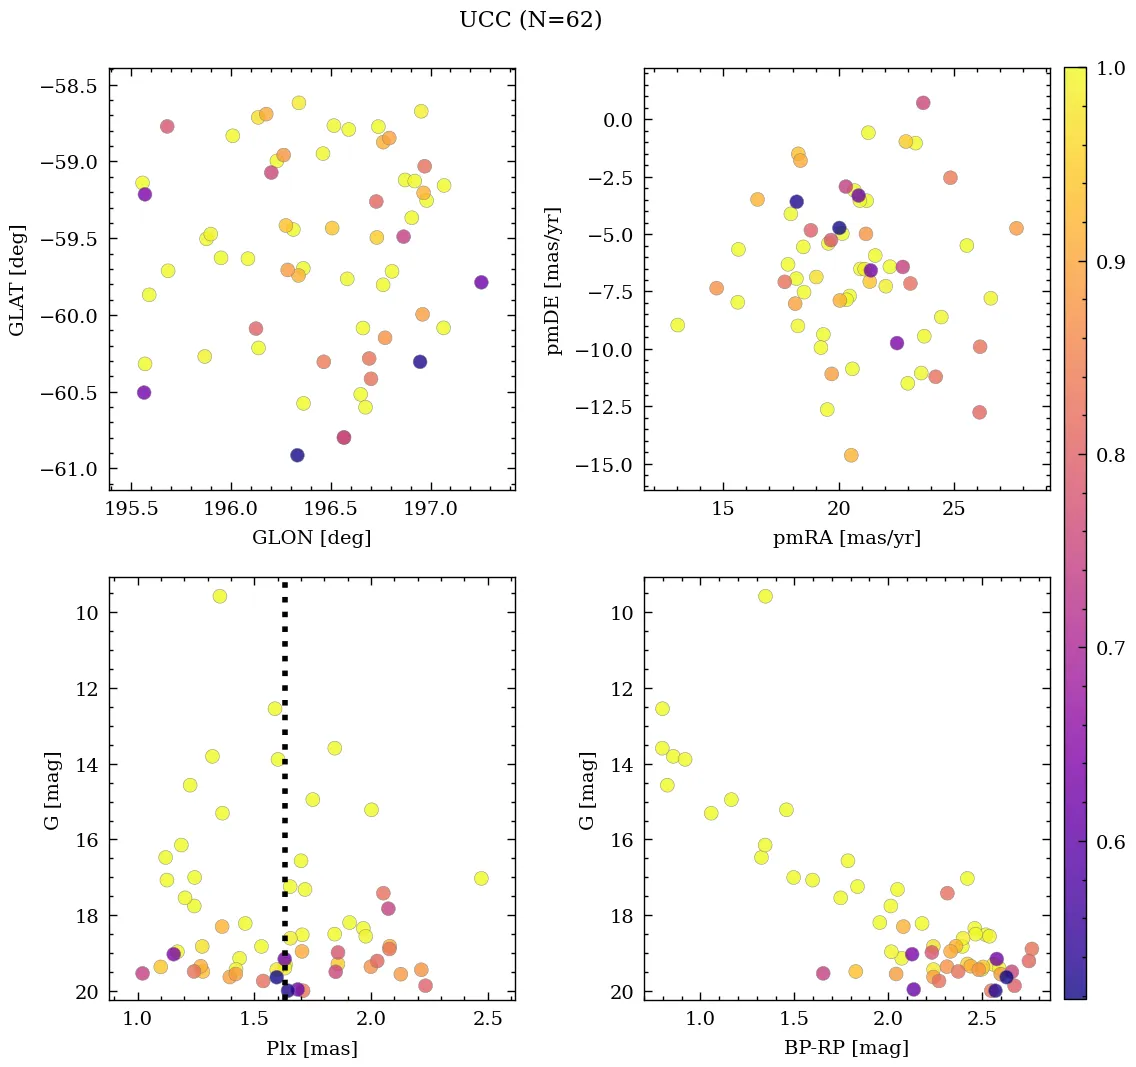 UCC (N=62)
−58.5
−59.0
−59.5
−60.0
−60.5
−61.0
GLAT [deg]
195.5 196.0 196.5 197.0
GLON [deg]
0.0
−2.5
−5.0
−7.5
−10.0
−12.5
−15.0
pmDE [mas/yr]
15 20 25
pmRA [mas/yr]
1.0
0.9
0.8
0.7
0.6
10
12
14
16
18
20
G [mag]
1.0 1.5 2.0 2.5
Plx [mas]
10
12
14
16
18
20
G [mag]
1.0 1.5 2.0 2.5
BP-RP [mag]